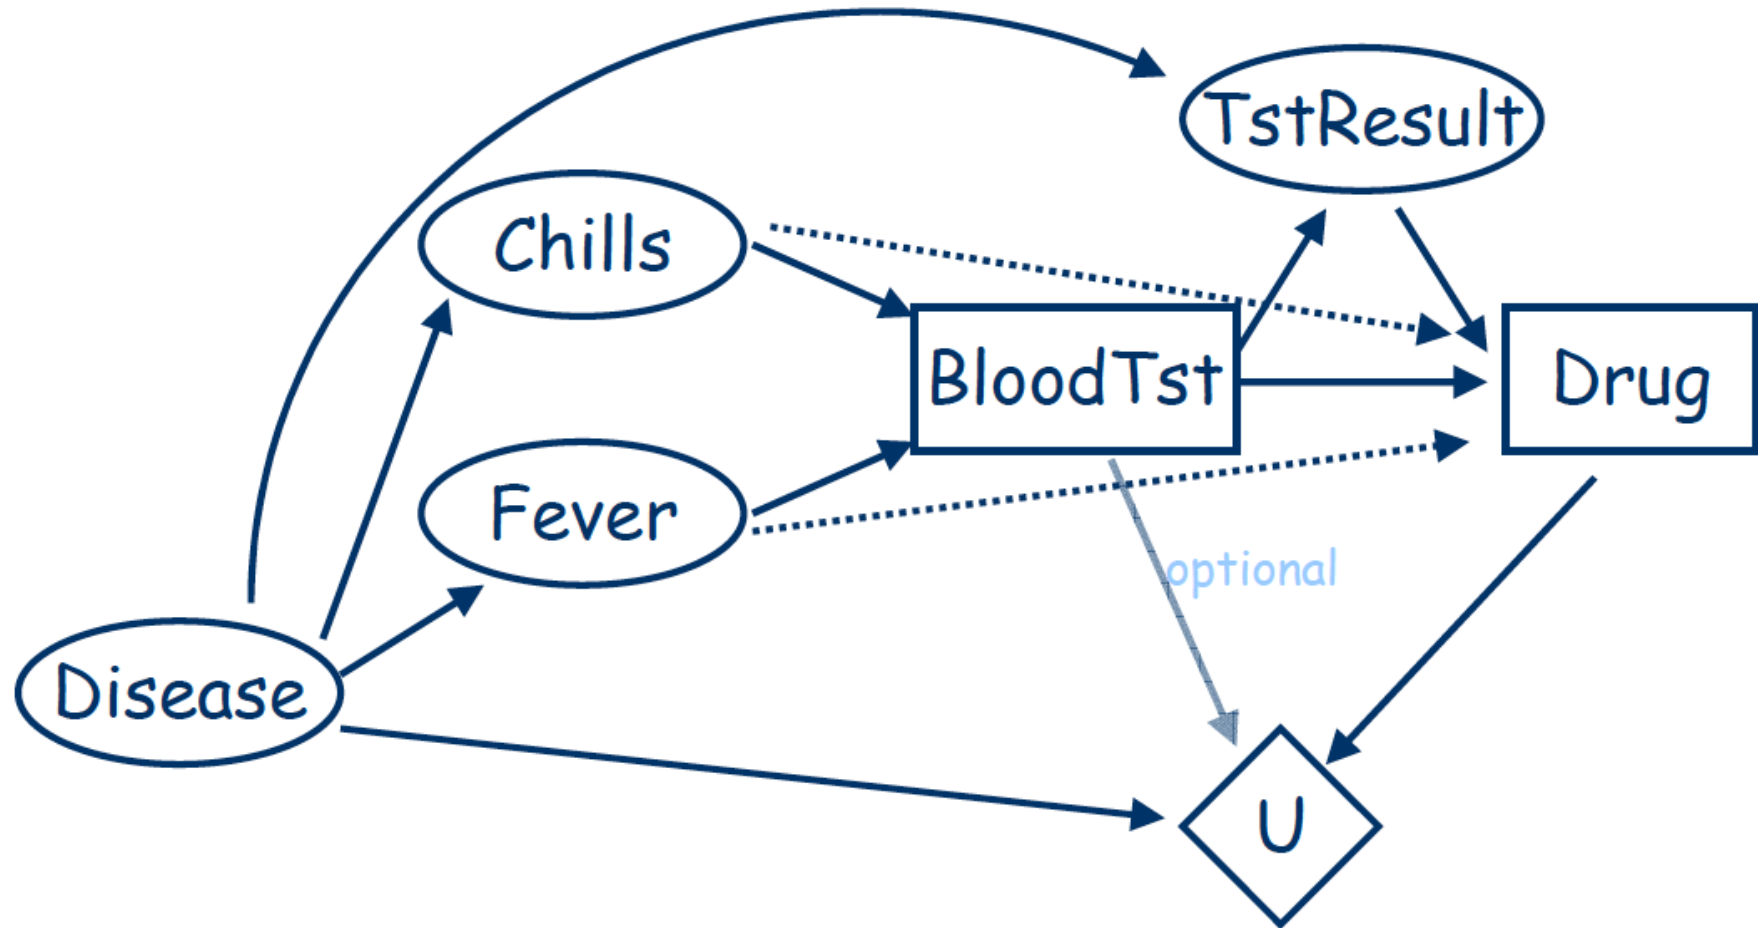 TstResult
Chills
BloodTst
Drug
Fever
optional
Disease
U